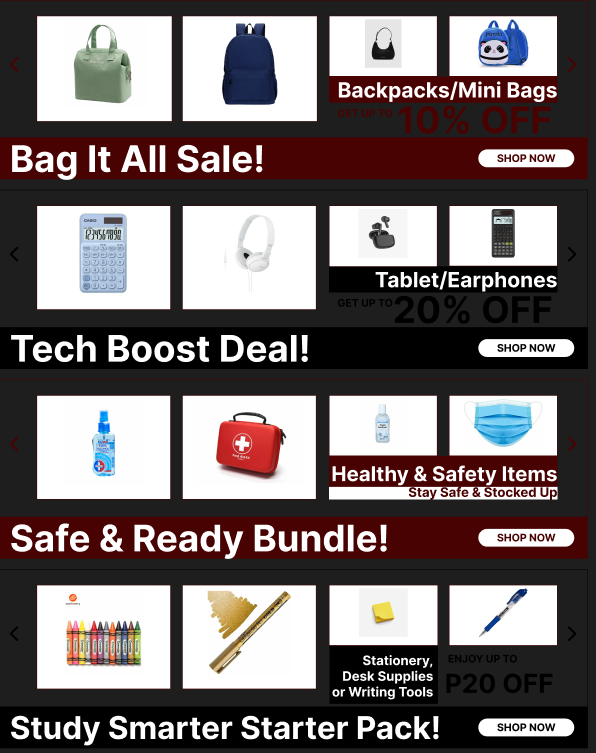 Backpacks/Mini Bags
GET UP TO 10% OFF
Bag It All Sale!
SHOP NOW
CASIO
Tablet/Earphones
GET UP TO 20% OFF
Tech Boost Deal!
SHOP NOW
Healthy & Safety Items
Stay Safe & Stocked Up
Safe & Ready Bundle!
SHOP NOW
Stationery,
Desk Supplies
or Writing Tools
ENJOY UP TO
P20 OFF
Study Smarter Starter Pack!
SHOP NOW